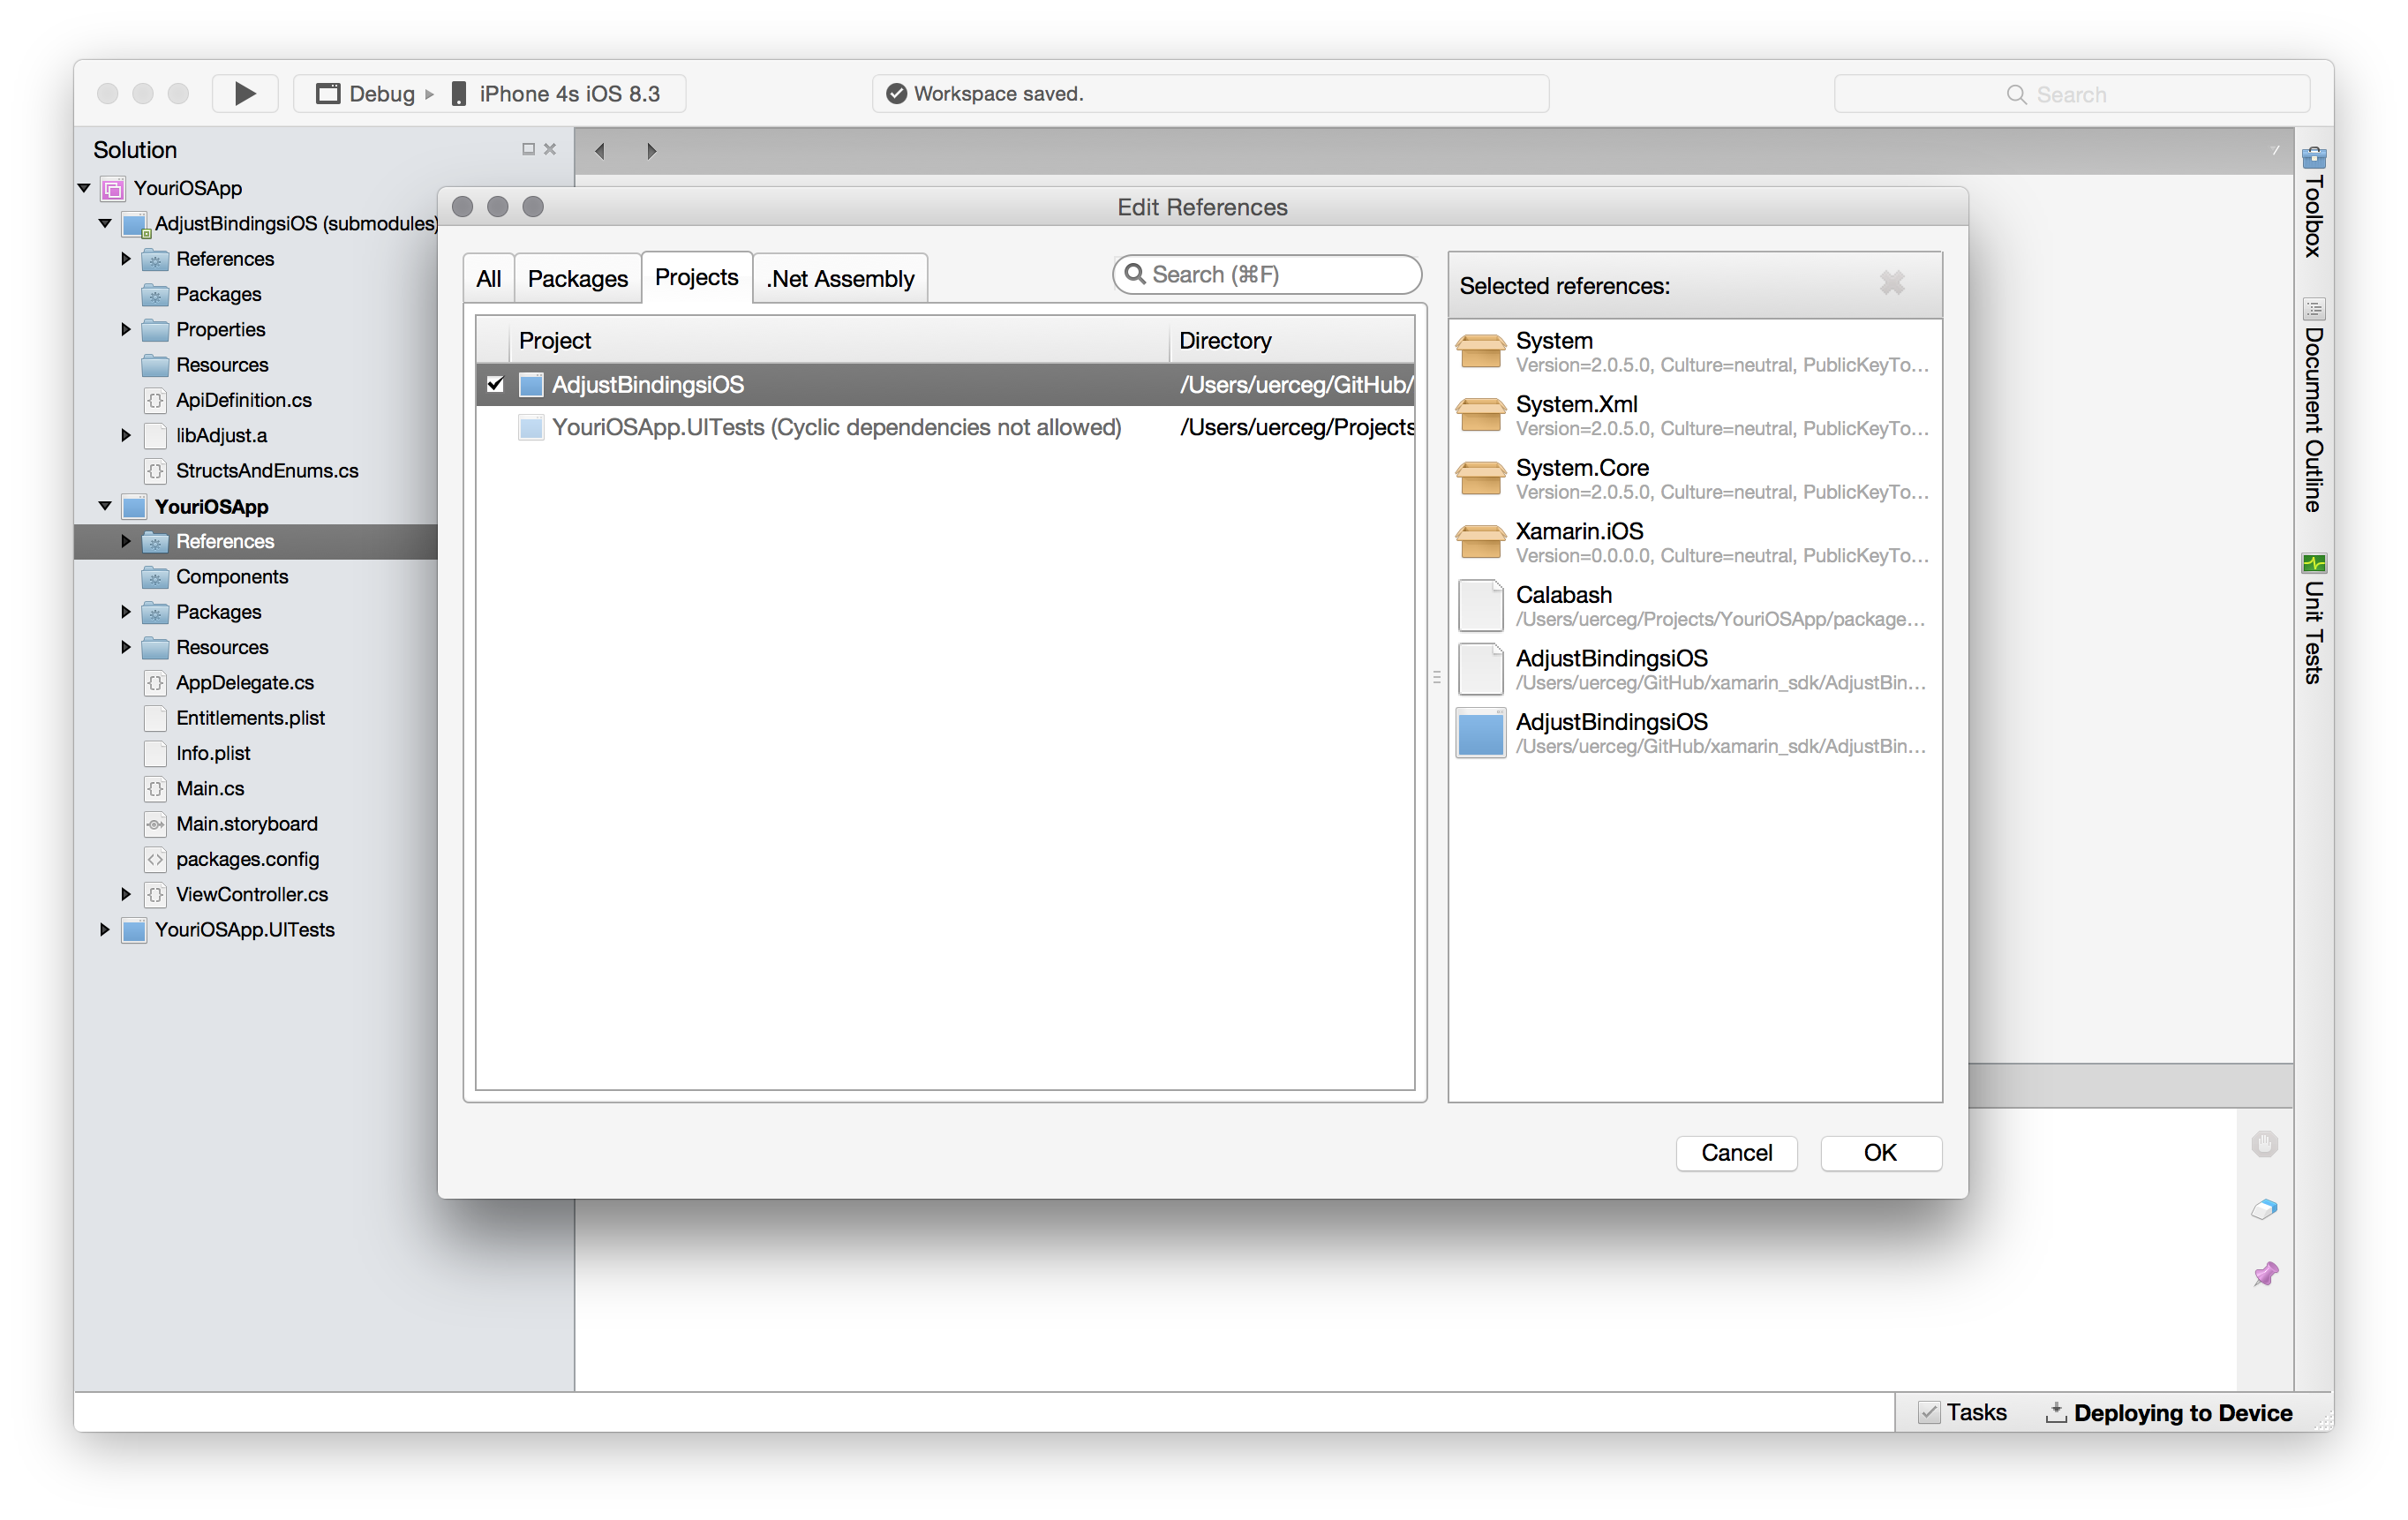 Debug
iPhone 4s iOS 8.3
Workspace saved.
Search
Solution
YouriOSApp
AdjustBindingsiOS (submodules)
References
Packages
Properties
Resources
ApiDefinition.cs
libAdjust.a
StructsAndEnums.cs
YouriOSApp
References
Components
Packages
Resources
AppDelegate.cs
Entitlements.plist
Info.plist
Main.cs
Main.storyboard
packages.config
ViewController.cs
YouriOSApp.UITests
Edit References
All
Packages
Projects
.Net Assembly
Search (⌘F)
Project
Directory
AdjustBindingsiOS
/Users/uerceg/GitHub/
YouriOSApp.UITests (Cyclic dependencies not allowed)
/Users/uerceg/Projects
Selected references:
System
Version=2.0.5.0, Culture=neutral, PublicKeyTo...
System.Xml
Version=2.0.5.0, Culture=neutral, PublicKeyTo...
System.Core
Version=2.0.5.0, Culture=neutral, PublicKeyTo...
Xamarin.iOS
Version=0.0.0.0, Culture=neutral, PublicKeyTo...
Calabash
/Users/uerceg/Projects/YouriOSApp/package...
AdjustBindingsiOS
/Users/uerceg/GitHub/xamarin_sdk/AdjustBin...
AdjustBindingsiOS
/Users/uerceg/GitHub/xamarin_sdk/AdjustBin...
Cancel
OK
Toolbox
Document Outline
Unit Tests
Tasks
Deploying to Device